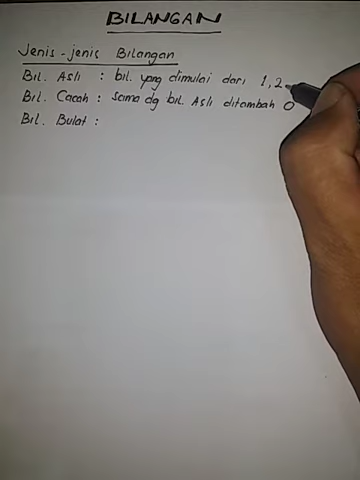 BILANGAN
Jenis-jenis Bilangan
Bil. Asli : bil. yang dimulai dari 1,2
Bil. Cacah : sama dg bil. Asli ditambah 0
Bil. Bulat :